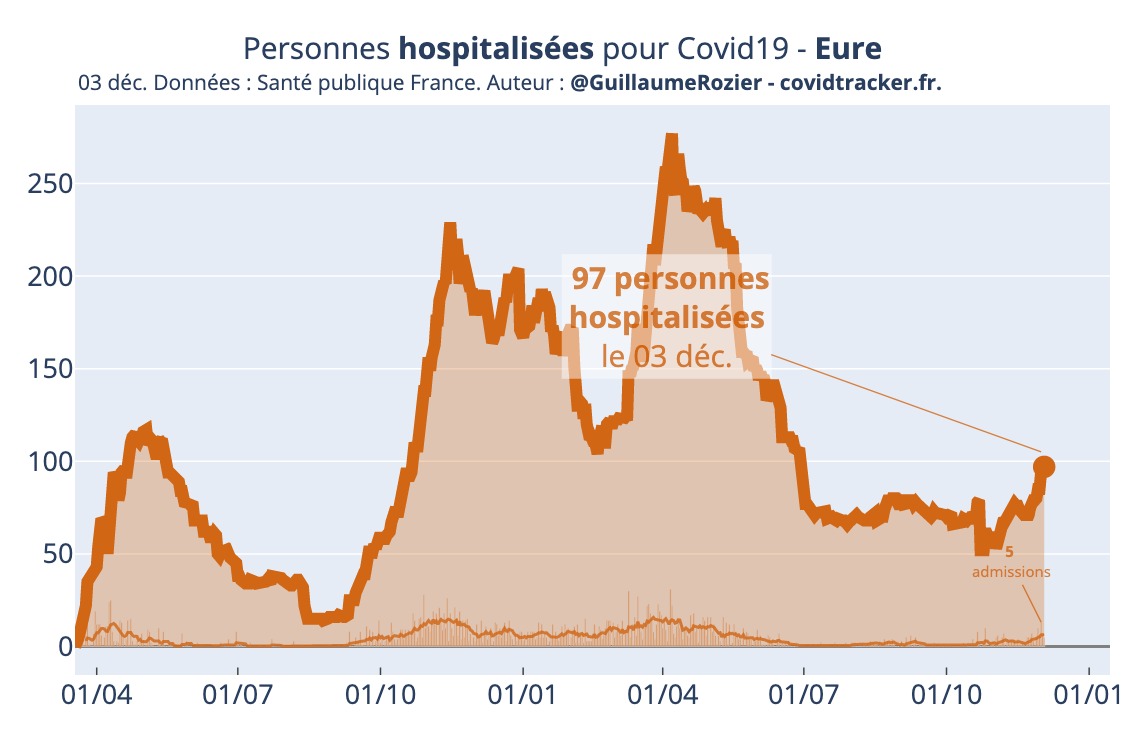 Personnes hospitalisées pour Covid19 - Eure
03 déc. Données : Santé publique France. Auteur : @GuillaumeRozier - covidtracker.fr.
250
200
150
100
50
0
97 personnes
hospitalisées
le 03 déc.
5
admissions
01/04 01/07 01/10 01/01 01/04 01/07 01/10 01/01